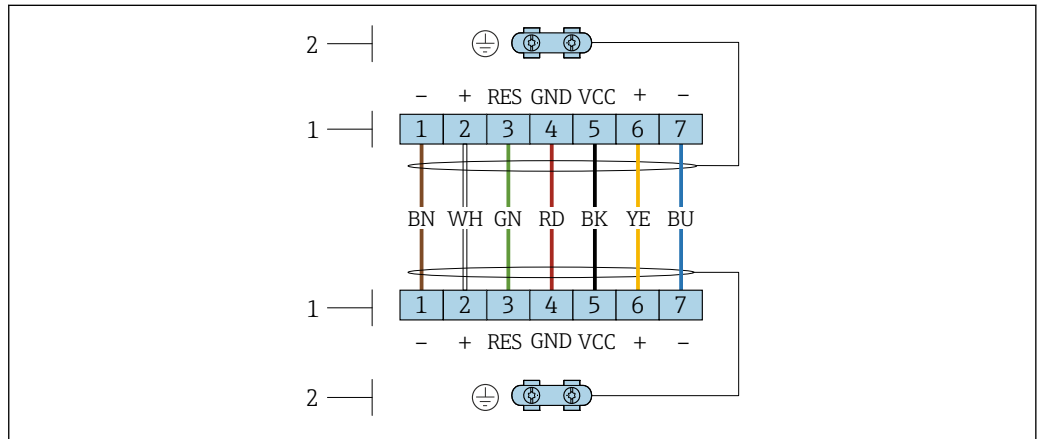 2
– + RES GND VCC + –
1 1 2 3 4 5 6 7
BN WH GN RD BK YE BU
1 1 2 3 4 5 6 7
– + RES GND VCC + –
2